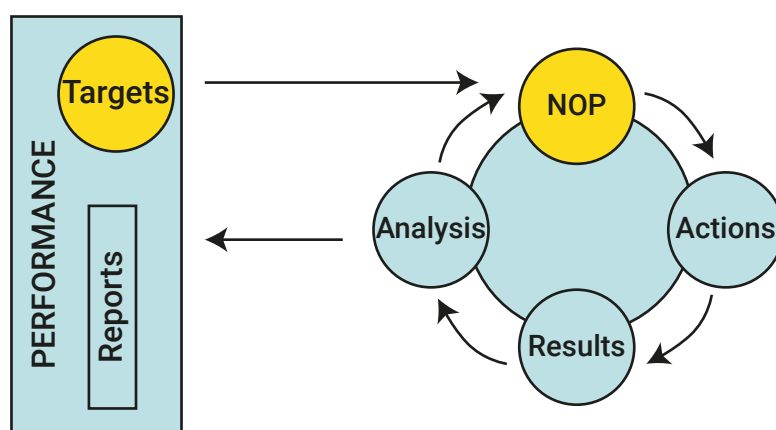 Targets
PERFORMANCE
Reports
NOP
Analysis
Actions
Results